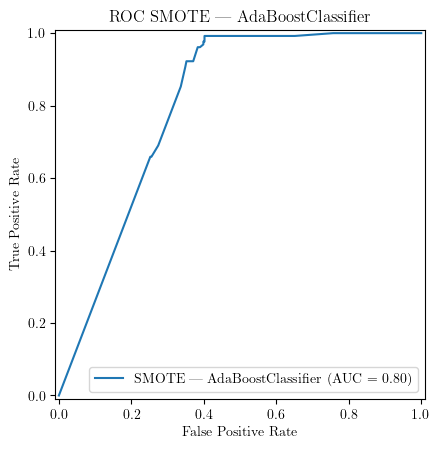 ROC SMOTE — AdaBoostClassifier
1.0
0.8
0.6
0.4
0.2
0.0
True Positive Rate
SMOTE — AdaBoostClassifier (AUC = 0.80)
0.0 0.2 0.4 0.6 0.8 1.0
False Positive Rate